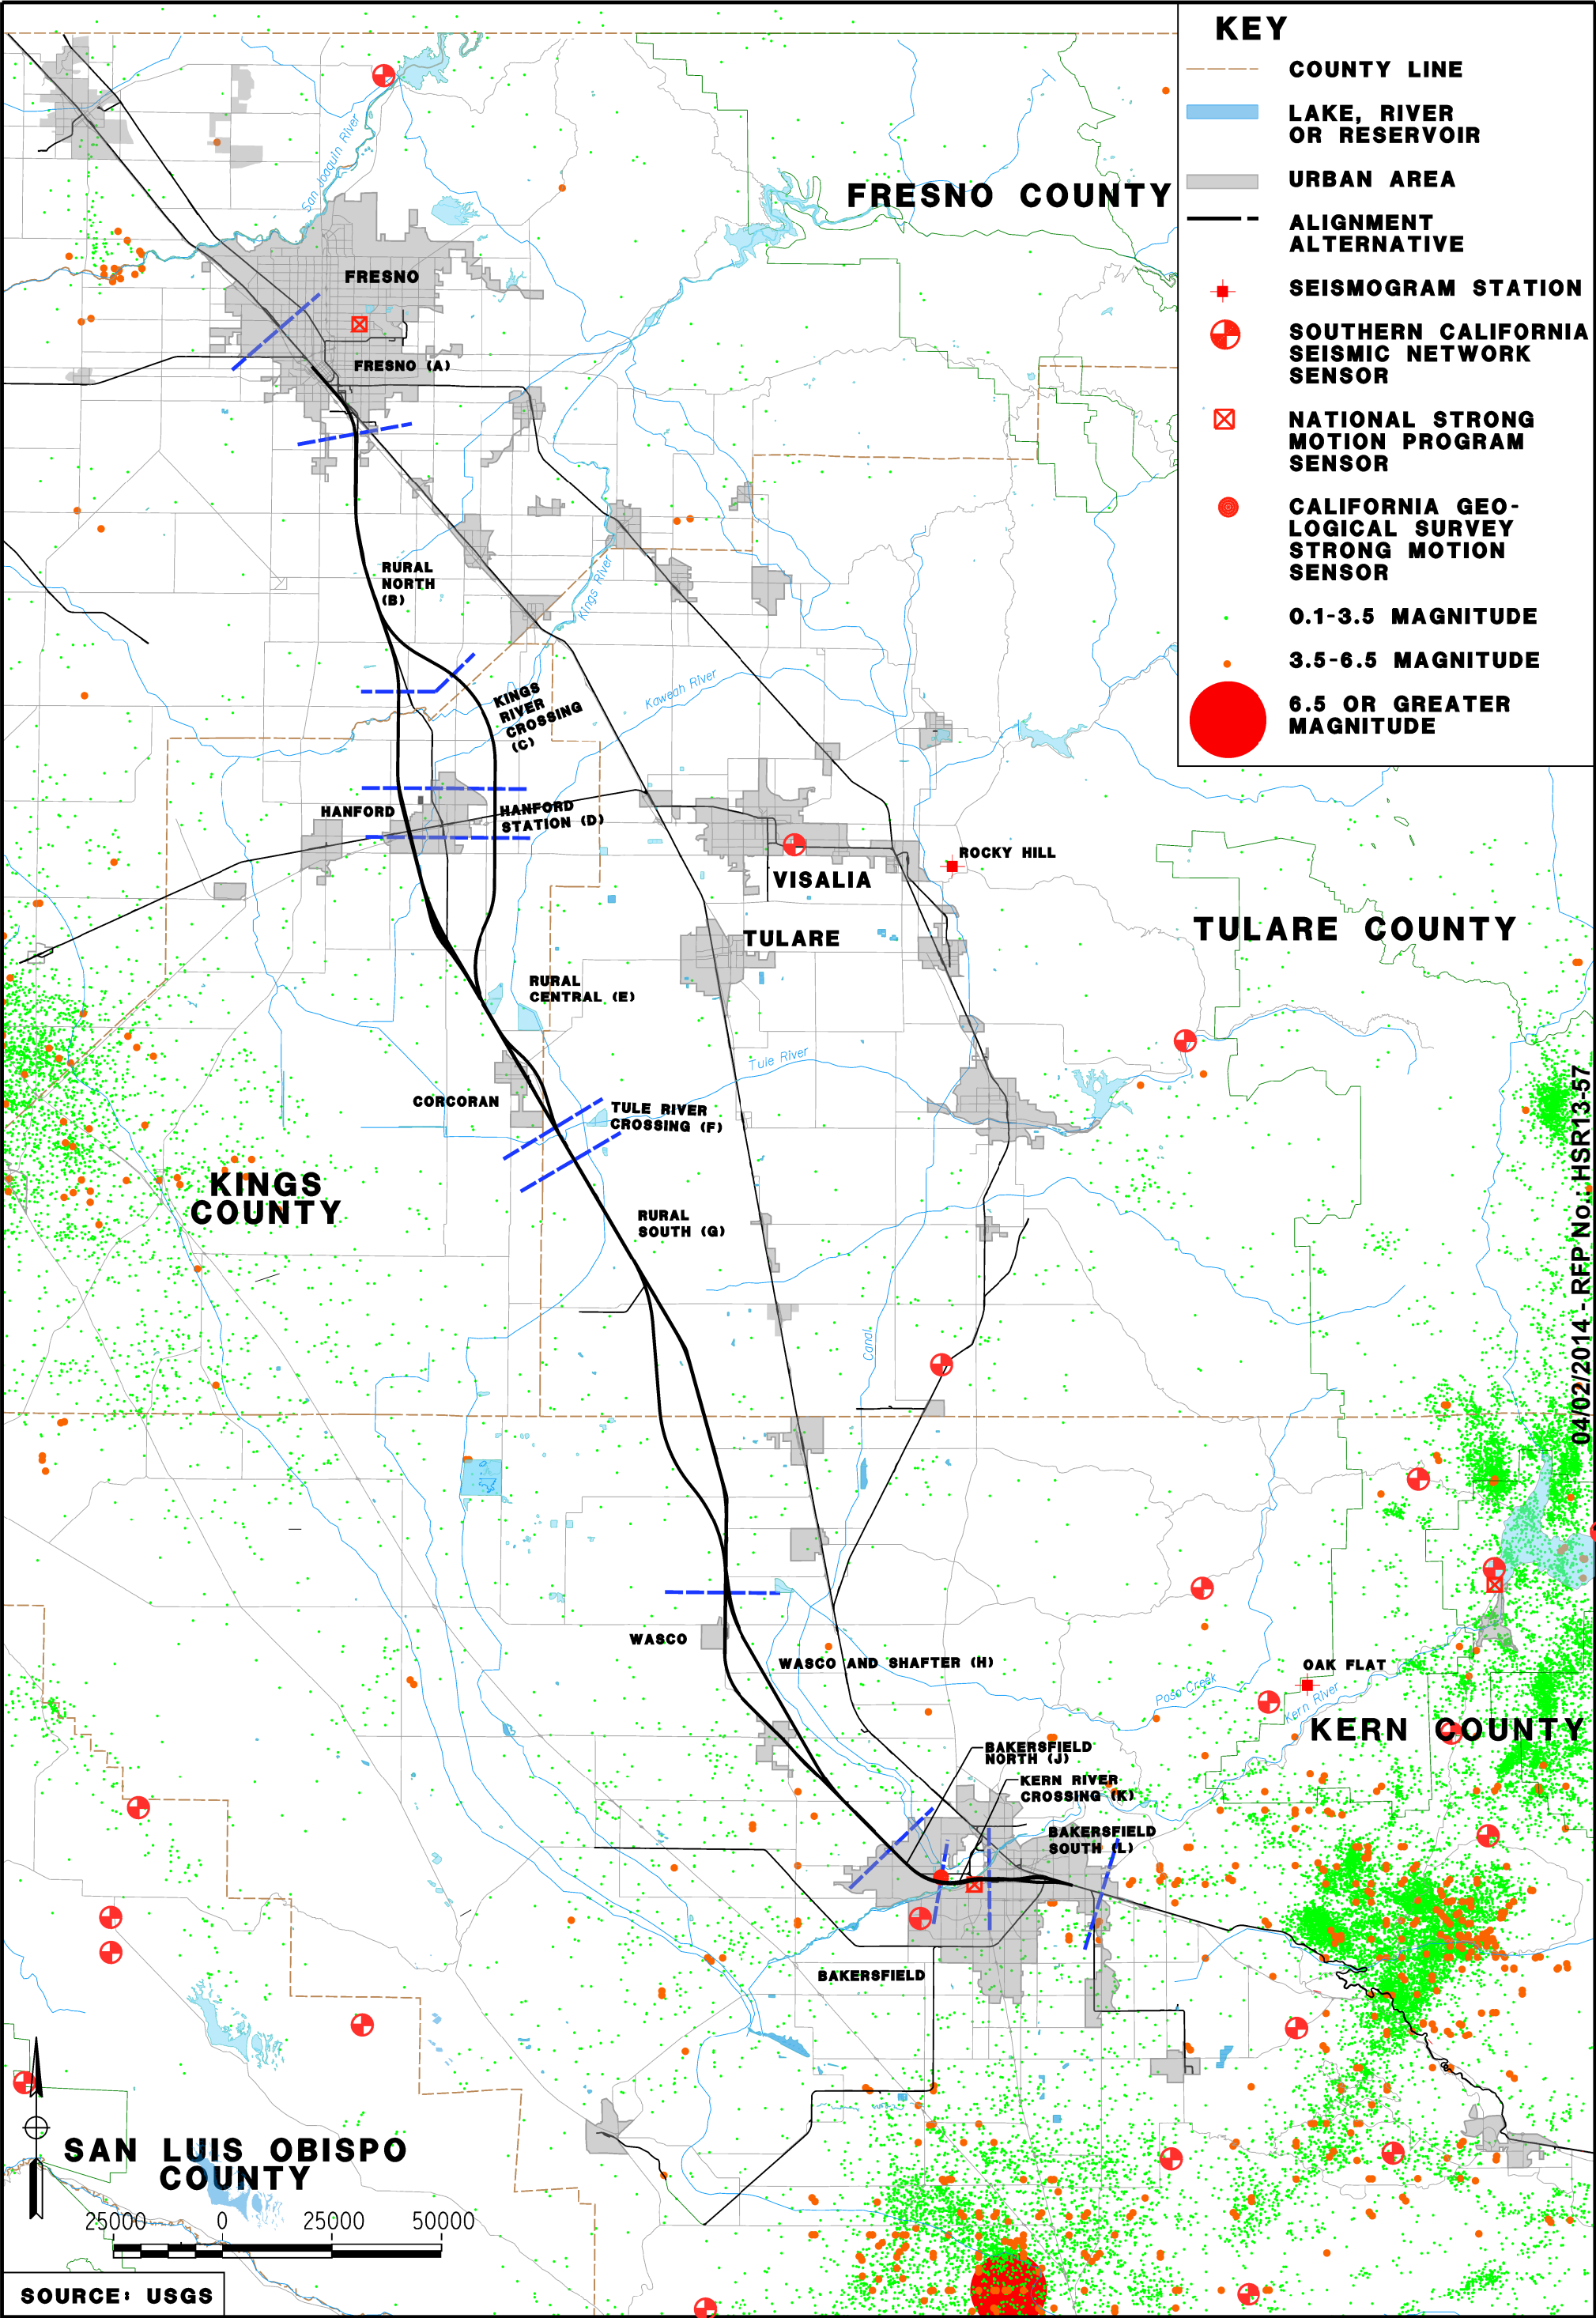 KEY
COUNTY LINE
LAKE, RIVER
OR RESERVOIR
URBAN AREA
ALIGNMENT
ALTERNATIVE
SEISMOGRAM STATION
SOUTHERN CALIFORNIA
SEISMIC NETWORK
SENSOR
NATIONAL STRONG
MOTION PROGRAM
SENSOR
CALIFORNIA GEO-
LOGICAL SURVEY
STRONG MOTION
SENSOR
0.1-3.5 MAGNITUDE
3.5-6.5 MAGNITUDE
6.5 OR GREATER
MAGNITUDE
San Joaquin River
FRESNO COUNTY
FRESNO
FRESNO (A)
RURAL
NORTH
(B)
Kings River
KINGS
RIVER
CROSSING
(C)
Kaweah River
HANFORD
HANFORD
STATION (D)
ROCKY HILL
VISALIA
TULARE
TULARE COUNTY
RURAL
CENTRAL (E)
Tule River
CORCORAN
TULE RIVER
CROSSING (F)
KINGS
COUNTY
RURAL
SOUTH (G)
Canal
04/02/2014 - RFP No.: HSR13-57
WASCO
WASCO AND SHAFTER (H)
OAK FLAT
Poso Creek
Kern River
KERN COUNTY
BAKERSFIELD
NORTH (J)
KERN RIVER
CROSSING (K)
BAKERSFIELD
SOUTH (L)
BAKERSFIELD
SAN LUIS OBISPO
COUNTY
25000 0 25000 50000
SOURCE: USGS